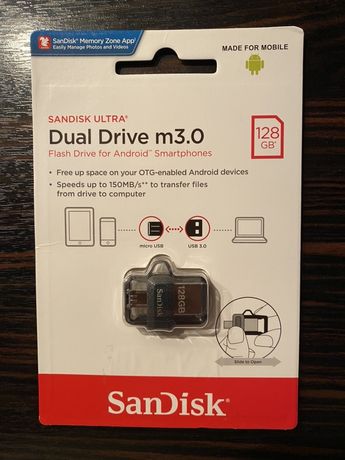 SanDisk® Memory Zone App
Easily Manage Photos and Videos
MADE FOR MOBILE
SANDISK ULTRA®
Dual Drive m3.0
Flash Drive for Android™ Smartphones
128
GB*
• Free up space on your OTG-enabled Android devices
• Speeds up to 150MB/s** to transfer files
from drive to computer
micro USB
USB 3.0
128GB
SanDisk
Slide to Open
SanDisk®